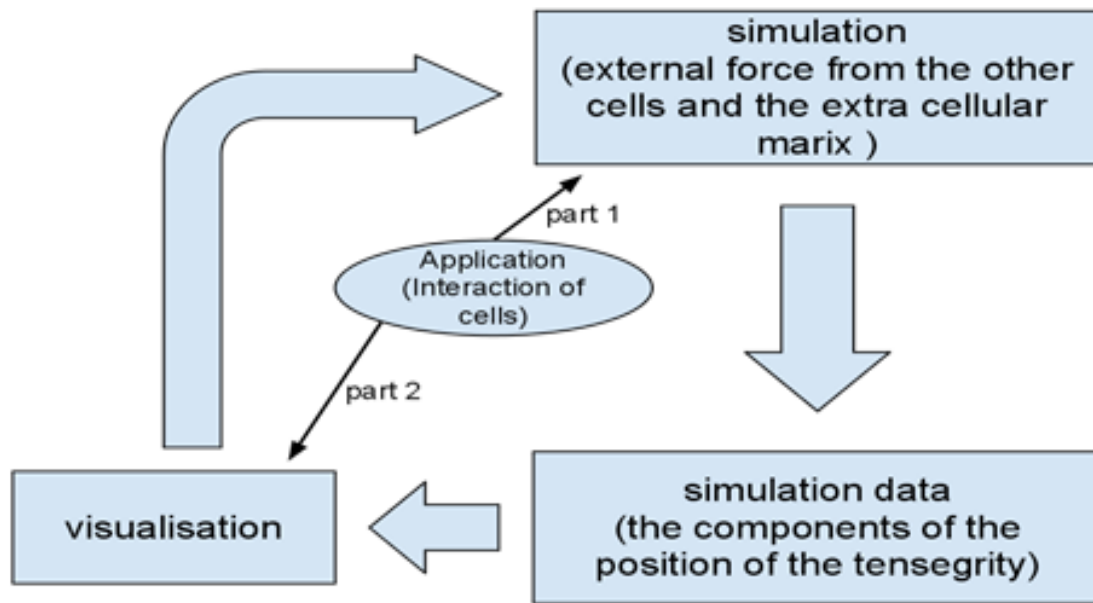 simulation
(external force from the other
cells and the extra cellular
marix )
part 1
Application
(Interaction of
cells)
part 2
visualisation
simulation data
(the components of the
position of the tensegrity)